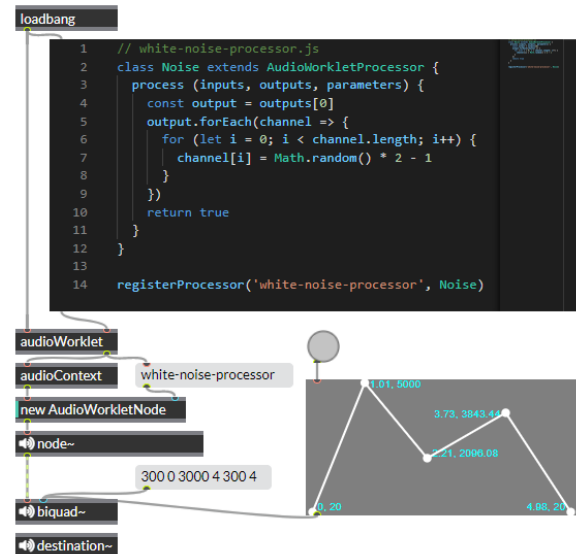 loadbang
1 // white-noise-processor.js
2 class Noise extends AudioWorkletProcessor {
3 process (inputs, outputs, parameters) {
4 const output = outputs[0]
5 output.forEach(channel => {
6 for (let i = 0; i < channel.length; i++) {
7 channel[i] = Math.random() * 2 - 1
8 }
9 })
10 return true
11 }
12 }
13
14 registerProcessor('white-noise-processor', Noise)
audioWorklet
audioContext
white-noise-processor
new AudioWorkletNode
node~
300 0 3000 4 300 4
biquad~
destination~
1.01, 5000
3.73, 3843.44
2.21, 2096.08
0, 20
4.98, 20